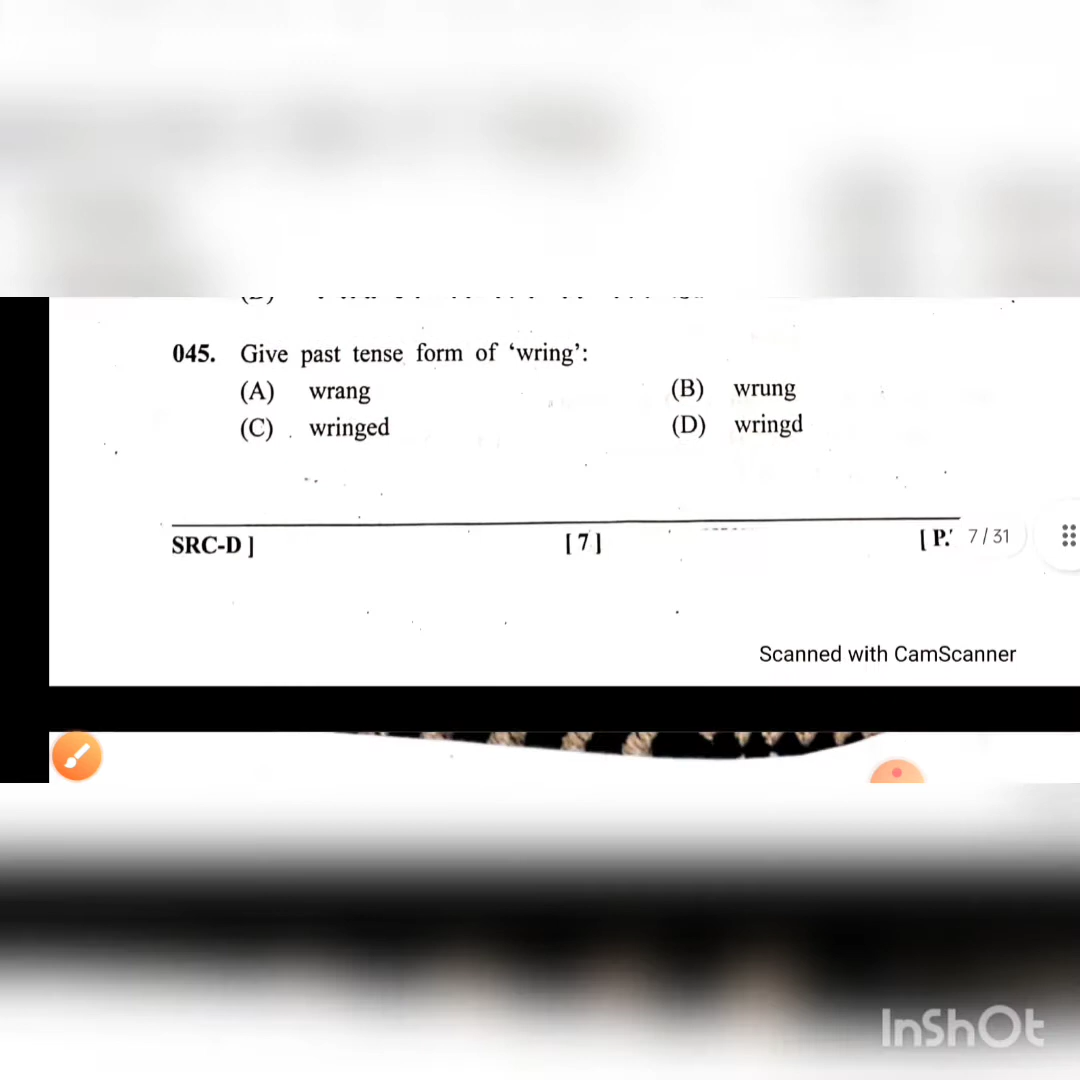 045. Give past tense form of ‘wring’:
(A) wrang (B) wrung
(C) . wringed (D) wringd
SRC-D ] [ 7 ] [ P. 7 / 31
Scanned with CamScanner
InShOt